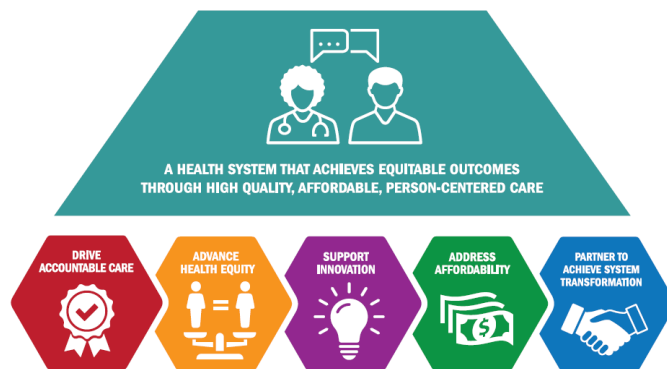 A HEALTH SYSTEM THAT ACHIEVES EQUITABLE OUTCOMES
THROUGH HIGH QUALITY, AFFORDABLE, PERSON-CENTERED CARE
DRIVE
ACCOUNTABLE CARE
ADVANCE
HEALTH EQUITY
SUPPORT
INNOVATION
ADDRESS
AFFORDABILITY
$
PARTNER TO
ACHIEVE SYSTEM
TRANSFORMATION